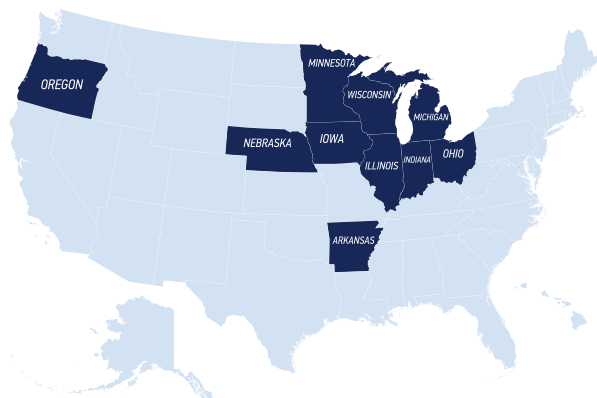 MINNESOTA
OREGON
WISCONSIN
MICHIGAN
IOWA
NEBRASKA
OHIO
INDIANA
ILLINOIS
ARKANSAS